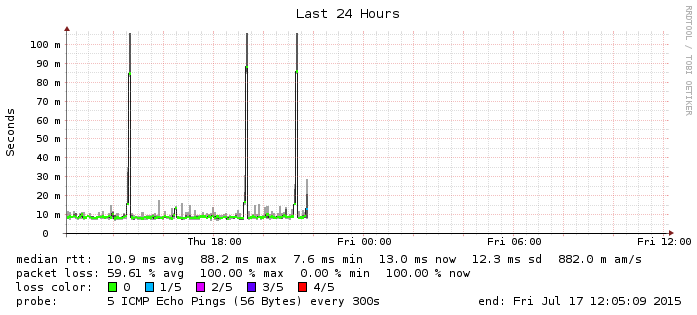 Last 24 Hours
RRDTOOL / TOBI OETIKER
Seconds
100 m
90 m
80 m
70 m
60 m
50 m
40 m
30 m
20 m
10 m
0
Thu 18:00 Fri 00:00 Fri 06:00 Fri 12:00
median rtt: 10.9 ms avg 88.2 ms max 7.6 ms min 13.0 ms now 12.3 ms sd 882.0 m am/s
packet loss: 59.61 % avg 100.00 % max 0.00 % min 100.00 % now
loss color: 0 1/5 2/5 3/5 4/5
probe: 5 ICMP Echo Pings (56 Bytes) every 300s end: Fri Jul 17 12:05:09 2015